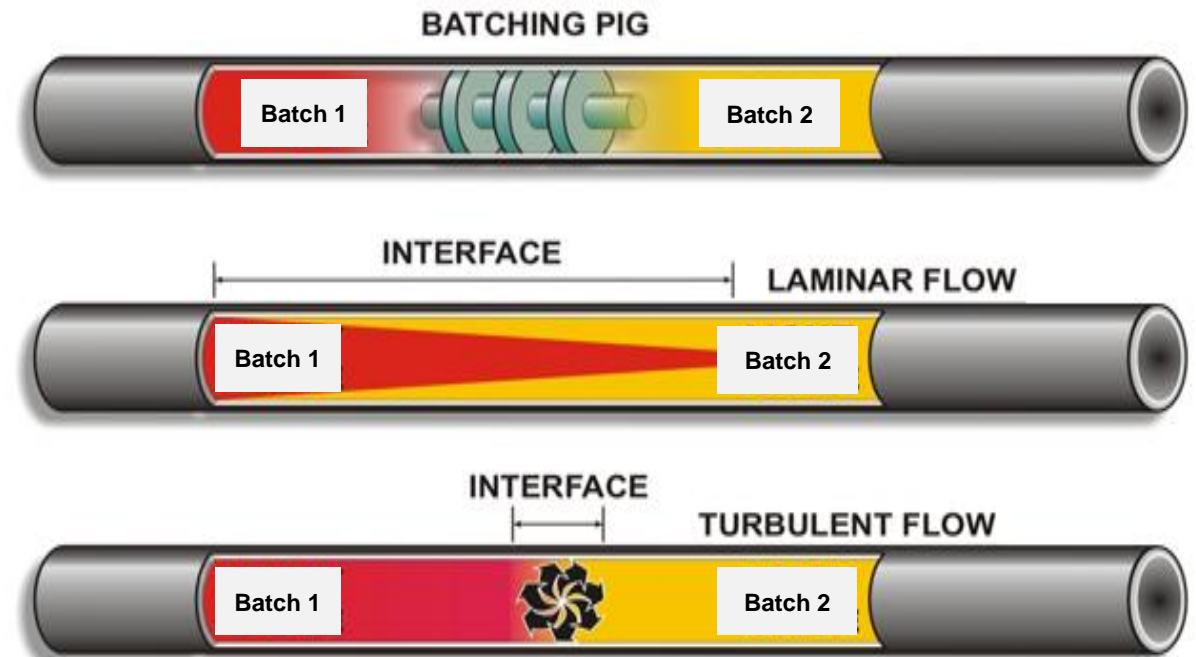 BATCHING PIG
Batch 1
Batch 2
INTERFACE
LAMINAR FLOW
Batch 1
Batch 2
INTERFACE
TURBULENT FLOW
Batch 1
Batch 2